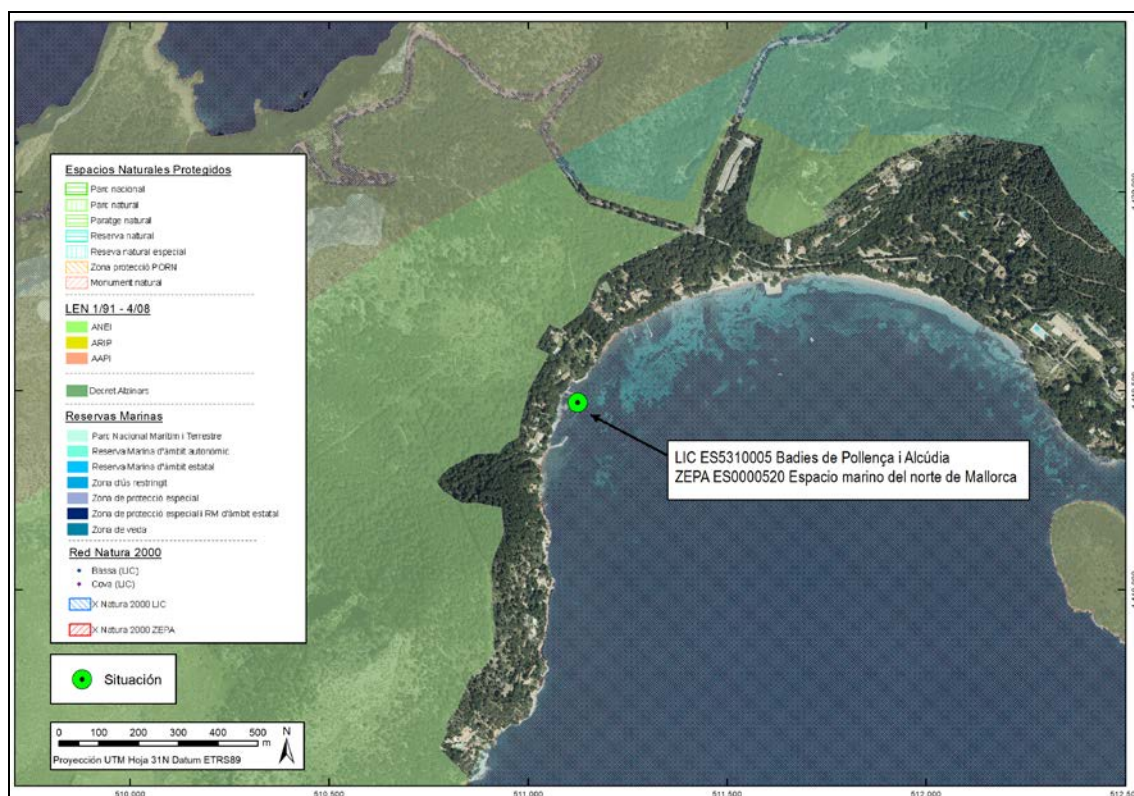 Espacios Naturales Protegidos
Parc nacional
Parc natural
Paratge natural
Reserva natural
Reseva natural especial
Zona protecció PORN
Monument natural
LEN 1/91 - 4/08
ANEI
ARIP
AAPI
Decret Alzinars
Reservas Marinas
Parc Nacional Marítim i Terrestre
Reserva Marina d'àmbit autonòmic
Reserva Marina d'àmbit estatal
Zona d'ús restringit
Zona de protecció especial
Zona de protecció especial i RM d'àmbit estatal
Zona de veda
Red Natura 2000
Bassa (LIC)
Cova (LIC)
X Natura 2000 LIC
X Natura 2000 ZEPA
LIC ES5310005 Badies de Pollença i Alcúdia
ZEPA ES0000520 Espacio marino del norte de Mallorca
Situación
0 100 200 300 400 500
m
N
Proyección UTM Hoja 31N Datum ETRS89
510.000 510.500 511.000 511.500 512.000